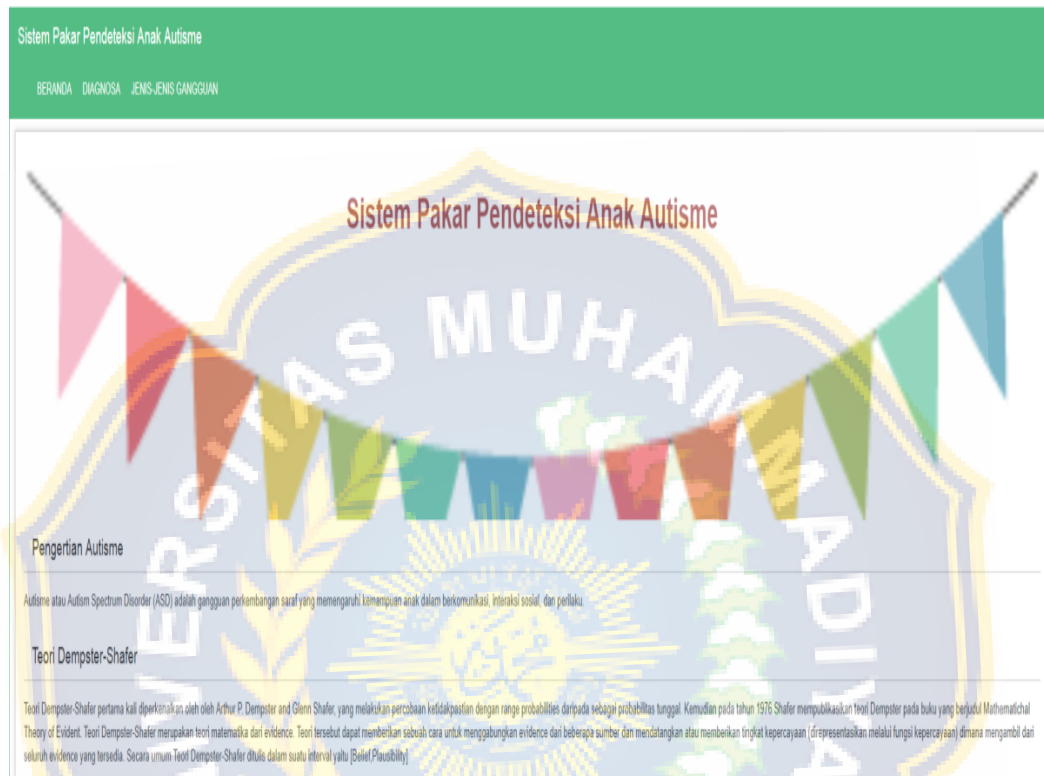 Sistem Pakar Pendeteksi Anak Autisme
BERANDA DIAGNOSA JENIS-JENIS GANGGUAN
Sistem Pakar Pendeteksi Anak Autisme
ERSITAS MUHAMMADIYA
Pengertian Autisme
Autisme atau Autism Spectrum Disorder (ASD) adalah gangguan perkembangan saraf yang memengaruhi kemampuan anak dalam berkomunikasi, interaksi sosial, dan perilaku.
Teori Dempster-Shafer
Teori Dempster-Shafer pertama kali diperkenalkan oleh oleh Arthur P. Dempster and Glenn Shafer, yang melakukan percobaan ketidakpastian dengan range probabilities daripada sebagai probabilitas tunggal. Kemudian pada tahun 1976 Shafer mempublikasikan teori Dempster pada buku yang berjudul Mathematichal
Theory of Evident. Teori Dempster-Shafer merupakan teori matematika dari evidence. Teori tersebut dapat memberikan sebuah cara untuk menggabungkan evidence dari beberapa sumber dan mendatangkan atau memberikan tingkat kepercayaan (direpresentasikan melalui fungsi kepercayaan) dimana mengambil dari
seluruh evidence yang tersedia. Secara umum Teori Dempster-Shafer ditulis dalam suatu interval yaitu [Belief,Plausibility]